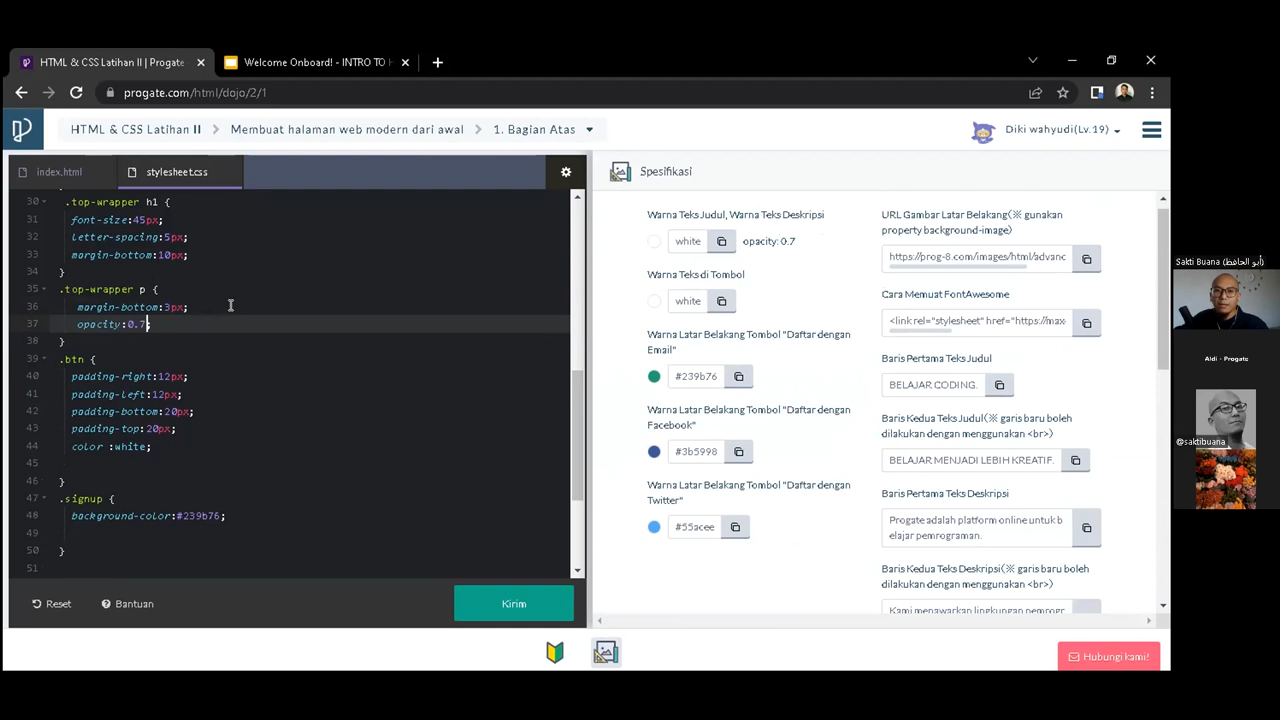 HTML & CSS Latihan II | Progate
Welcome Onboard! - INTRO TO H
progate.com/html/dojo/2/1
HTML & CSS Latihan II
Membuat halaman web modern dari awal
1. Bagian Atas
Diki wahyudi(Lv.19)
index.html
stylesheet.css
30 .top-wrapper h1 {
31 font-size:45px;
32 letter-spacing:5px;
33 margin-bottom:10px;
34 }
35 .top-wrapper p {
36 margin-bottom:3px;
37 opacity:0.7;
38 }
39 .btn {
40 padding-right:12px;
41 padding-left:12px;
42 padding-bottom:20px;
43 padding-top:20px;
44 color :white;
45
46 }
47 .signup {
48 background-color:#239b76;
49
50 }
51
Reset
Bantuan
Kirim
Spesifikasi
Warna Teks Judul, Warna Teks Deskripsi
white
opacity: 0.7
Warna Teks di Tombol
white
Warna Latar Belakang Tombol "Daftar dengan
Email"
#239b76
Warna Latar Belakang Tombol "Daftar dengan
Facebook"
#3b5998
Warna Latar Belakang Tombol "Daftar dengan
Twitter"
#55acee
URL Gambar Latar Belakang(※ gunakan
property background-image)
https://prog-8.com/images/html/advanc
Cara Memuat FontAwesome
<link rel="stylesheet" href="https://max
Baris Pertama Teks Judul
BELAJAR CODING.
Baris Kedua Teks Judul(※ garis baru boleh
dilakukan dengan menggunakan <br>)
BELAJAR MENJADI LEBIH KREATIF.
Baris Pertama Teks Deskripsi
Progate adalah platform online untuk b
elajar pemrograman.
Baris Kedua Teks Deskripsi(※ garis baru boleh
dilakukan dengan menggunakan <br>)
Kami menawarkan lingkungan pemrogr
Hubungi kami!
Sakti Buana (أبو الحافظ)
Aldi - Progate
@saktibuana